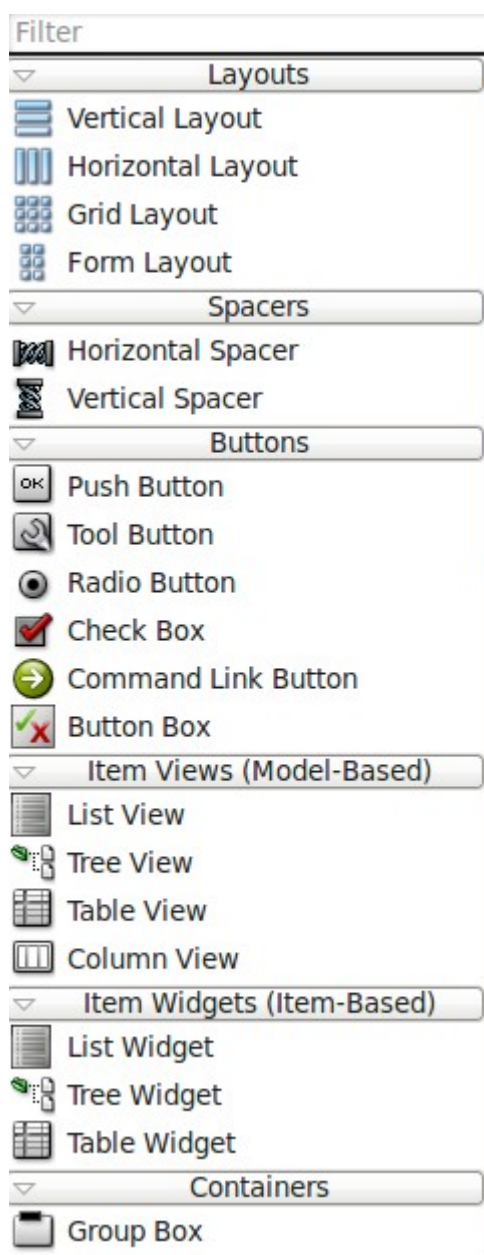 Filter
Layouts
Vertical Layout
Horizontal Layout
Grid Layout
Form Layout
Spacers
Horizontal Spacer
Vertical Spacer
Buttons
OK Push Button
Tool Button
Radio Button
Check Box
Command Link Button
Button Box
Item Views (Model-Based)
List View
Tree View
Table View
Column View
Item Widgets (Item-Based)
List Widget
Tree Widget
Table Widget
Containers
Group Box